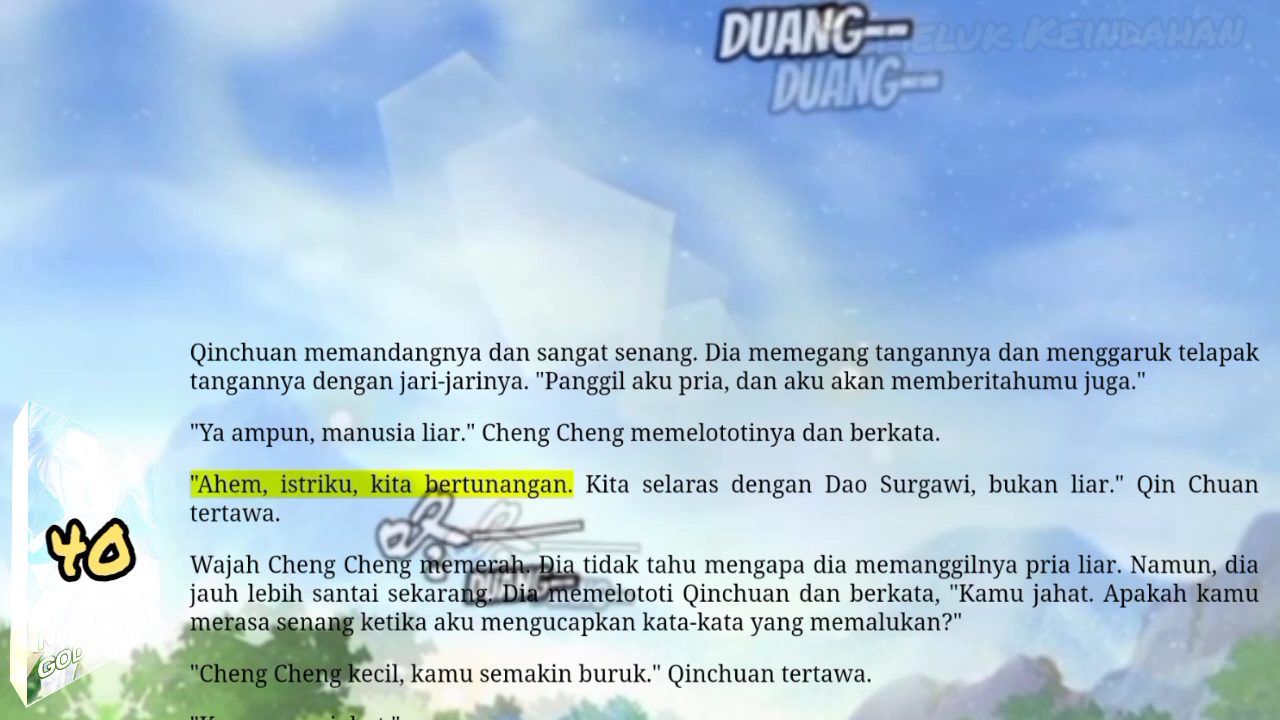 DUANG--
DUANG--
ELUK KEINDAHAN
Qinchuan memandangnya dan sangat senang. Dia memegang tangannya dan menggaruk telapak
tangannya dengan jari-jarinya. "Panggil aku pria, dan aku akan memberitahumu juga."
"Ya ampun, manusia liar." Cheng Cheng memelototinya dan berkata.
"Ahem, istriku, kita bertunangan. Kita selaras dengan Dao Surgawi, bukan liar." Qin Chuan
tertawa.
40
DUANG--
Wajah Cheng Cheng memerah. Dia tidak tahu mengapa dia memanggilnya pria liar. Namun, dia
jauh lebih santai sekarang. Dia memelototi Qinchuan dan berkata, "Kamu jahat. Apakah kamu
merasa senang ketika aku mengucapkan kata-kata yang memalukan?"
GOD
"Cheng Cheng kecil, kamu semakin buruk." Qinchuan tertawa.